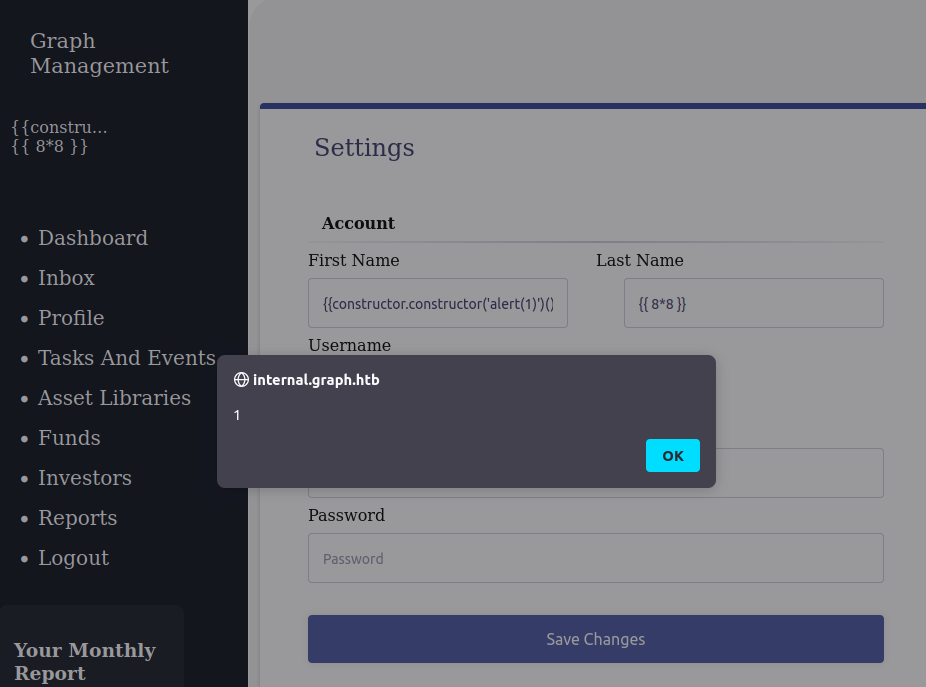 Graph
Management
{{constru...
{{ 8*8 }}
Dashboard
Inbox
Profile
Tasks And Events
Asset Libraries
Funds
Investors
Reports
Logout
Your Monthly
Report
Settings
Account
First Name
Last Name
{{constructor.constructor('alert(1)')()
{{ 8*8 }}
Username
internal.graph.htb
1
OK
Password
Password
Save Changes